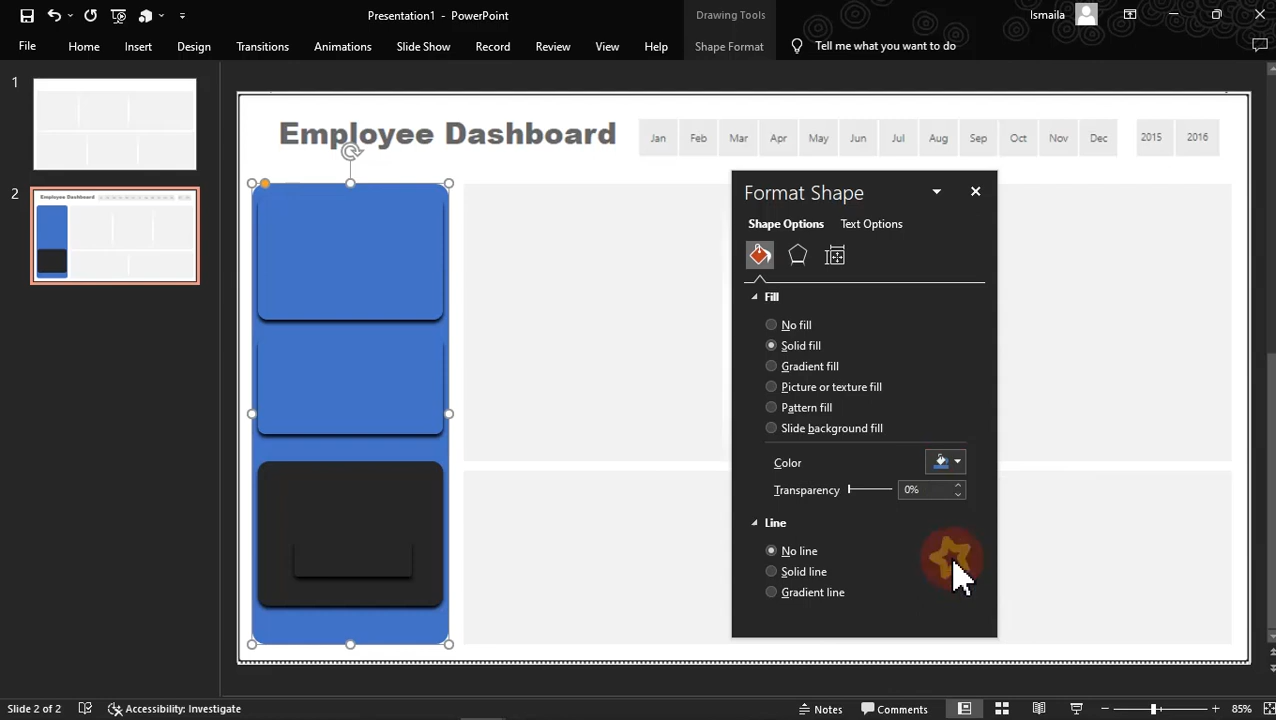 Presentation1 - PowerPoint
Drawing Tools
Ismaila
File
Home
Insert
Design
Transitions
Animations
Slide Show
Record
Review
View
Help
Shape Format
Tell me what you want to do
1
2
Employee Dashboard
Employee Dashboard
Jan
Feb
Mar
Apr
May
Jun
Jul
Aug
Sep
Oct
Nov
Dec
2015
2016
Format Shape
Shape Options
Text Options
Fill
No fill
Solid fill
Gradient fill
Picture or texture fill
Pattern fill
Slide background fill
Color
Transparency
0%
Line
No line
Solid line
Gradient line
Slide 2 of 2
Accessibility: Investigate
Notes
Comments
85%